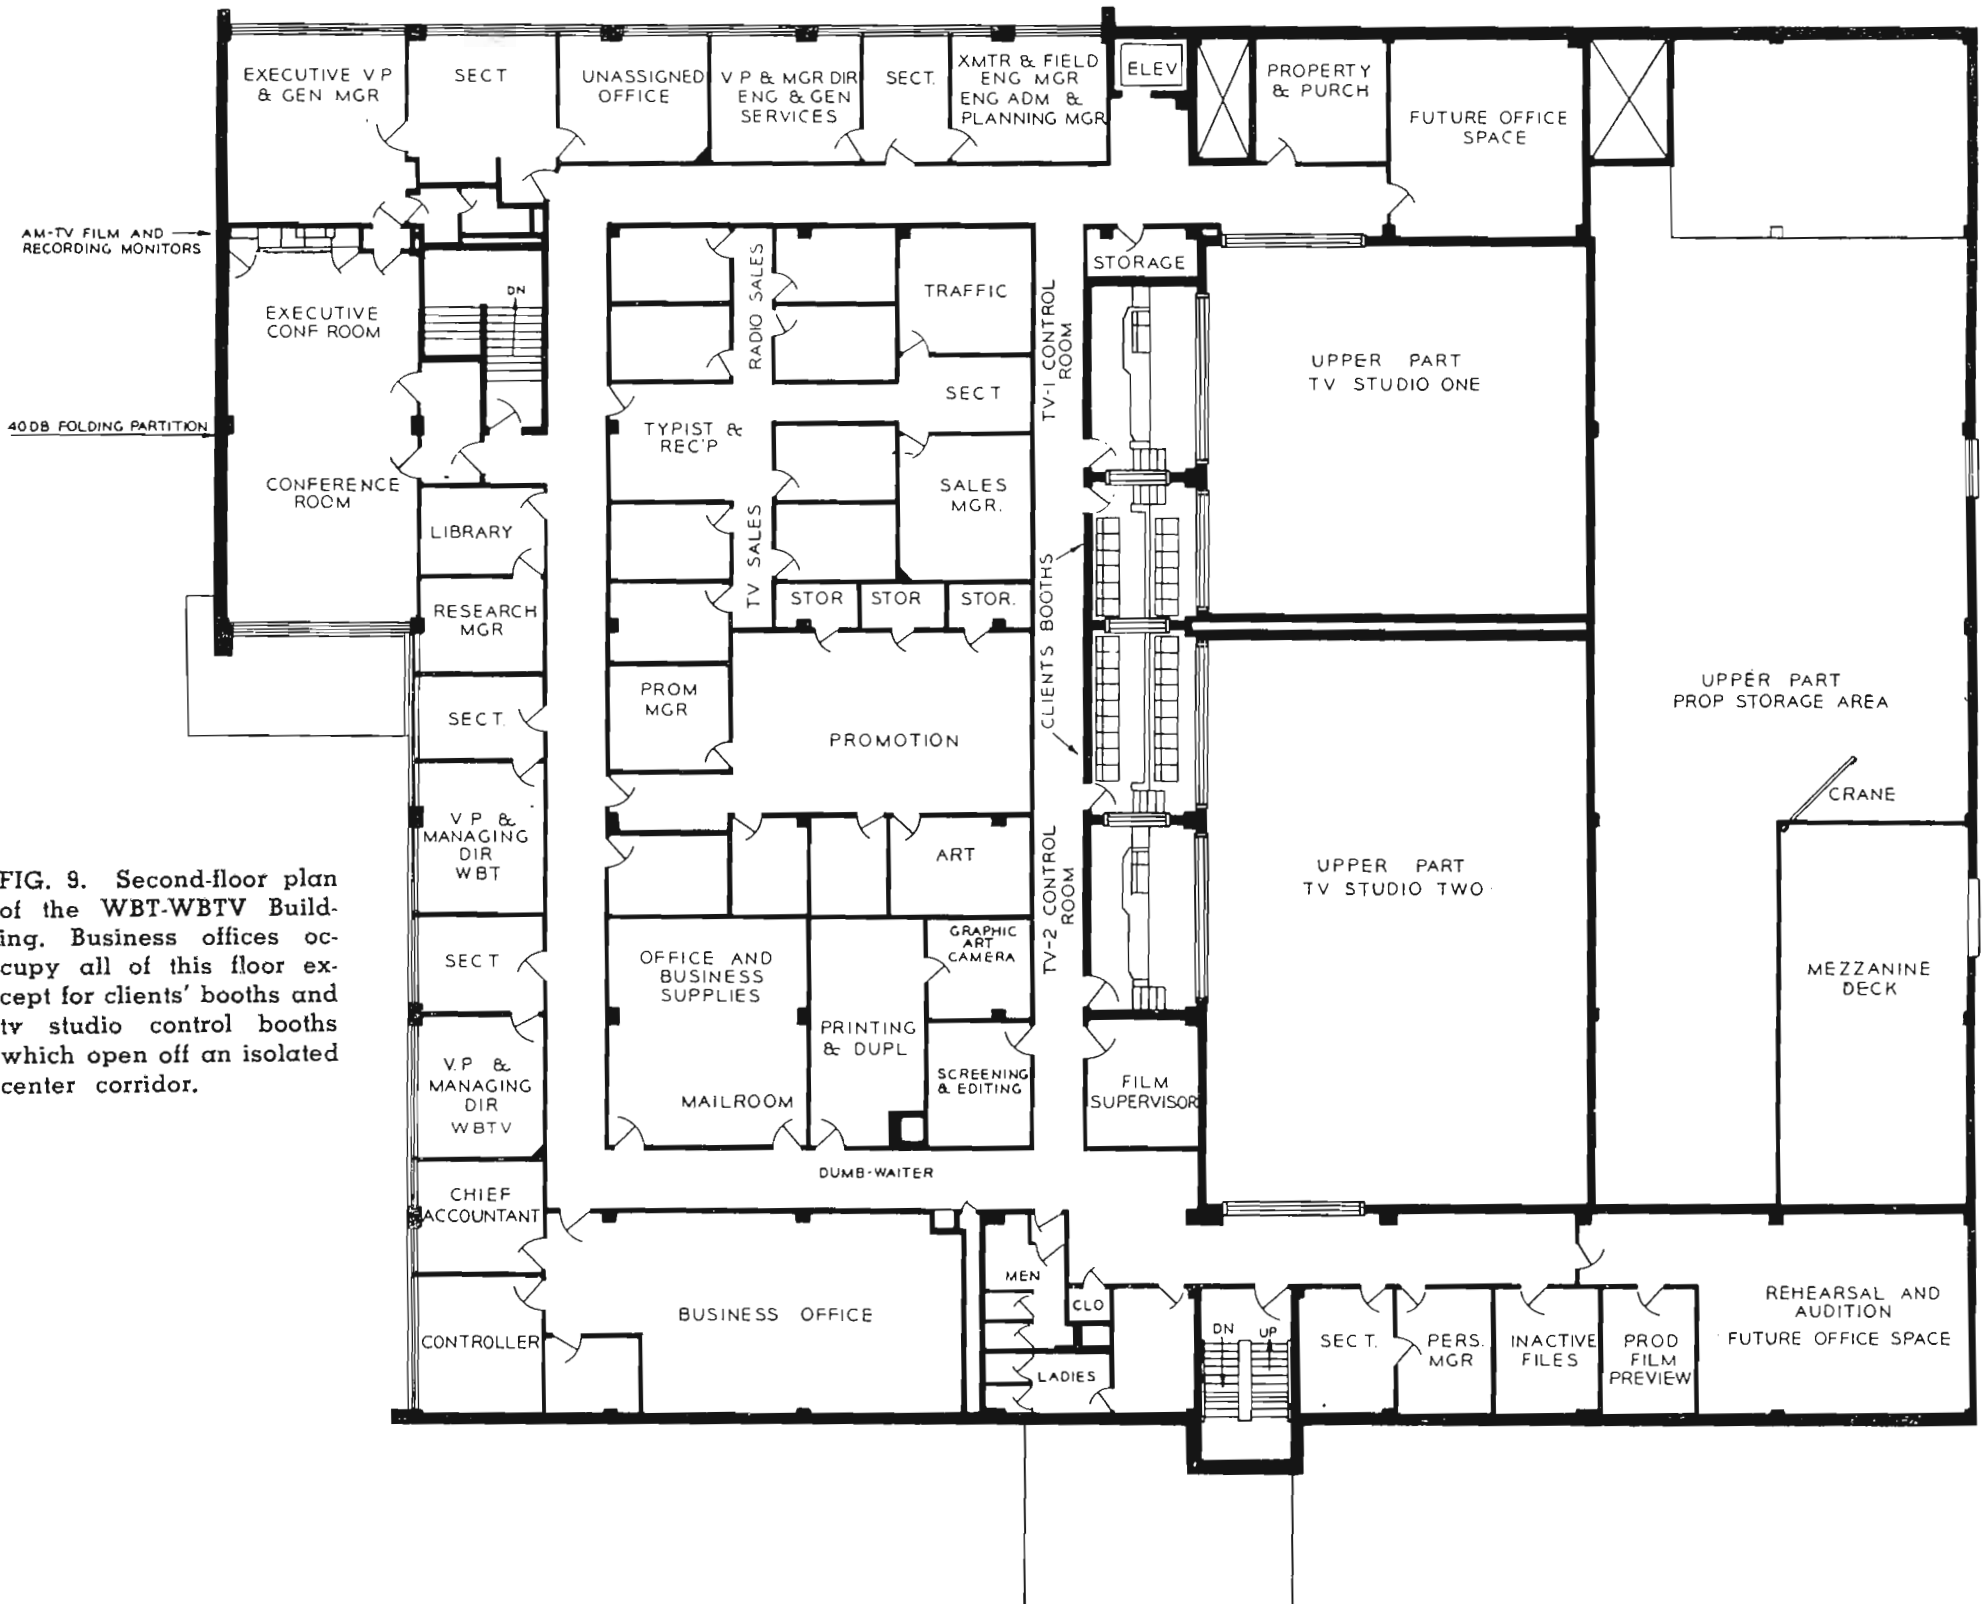 EXECUTIVE V P
& GEN MGR
SECT
UNASSIGNED
OFFICE
V P & MGR DIR
ENG & GEN
SERVICES
SECT.
XMTR & FIELD
ENG MGR
ENG ADM &
PLANNING MGR
ELEV
PROPERTY
& PURCH
FUTURE OFFICE
SPACE
AM-TV FILM AND
RECORDING MONITORS
EXECUTIVE
CONF ROOM
DN
40DB FOLDING PARTITION
CONFERENCE
ROOM
LIBRARY
RESEARCH
MGR
SECT.
V P &
MANAGING
DIR
WBT
SECT
V.P &
MANAGING
DIR
WBTV
CHIEF
ACCOUNTANT
CONTROLLER
RADIO SALES
TRAFFIC
SECT
TYPIST &
REC'P
SALES
MGR.
TV SALES
STOR
STOR
STOR.
PROM
MGR
PROMOTION
ART
OFFICE AND
BUSINESS
SUPPLIES
MAILROOM
PRINTING
& DUPL
GRAPHIC
ART
CAMERA
SCREENING
& EDITING
DUMB-WAITER
BUSINESS OFFICE
STORAGE
TV-1 CONTROL
ROOM
CLIENTS BOOTHS
TV-2 CONTROL
ROOM
FILM
SUPERVISOR
UPPER PART
TV STUDIO ONE
UPPER PART
TV STUDIO TWO
UPPER PART
PROP STORAGE AREA
CRANE
MEZZANINE
DECK
MEN
CLO
LADIES
DN
UP
SECT.
PERS.
MGR
INACTIVE
FILES
PROD
FILM
PREVIEW
REHEARSAL AND
AUDITION
FUTURE OFFICE SPACE
FIG. 9. Second-floor plan
of the WBT-WBTV Build-
ing. Business offices oc-
cupy all of this floor ex-
cept for clients' booths and
tv studio control booths
which open off an isolated
center corridor.